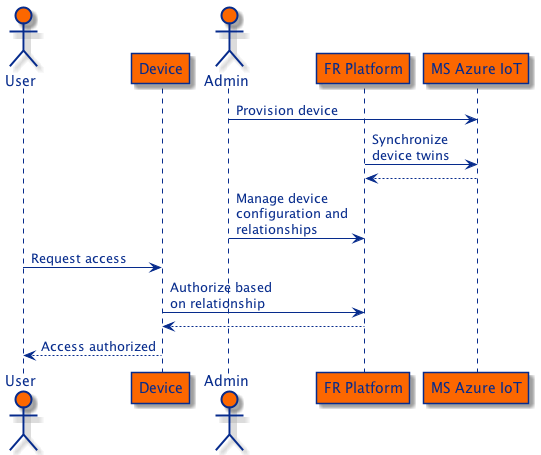 User
Device
Admin
FR Platform
MS Azure IoT
Provision device
Synchronize
device twins
Manage device
configuration and
relationships
Request access
Authorize based
on relationship
Access authorized
User
Device
Admin
FR Platform
MS Azure IoT